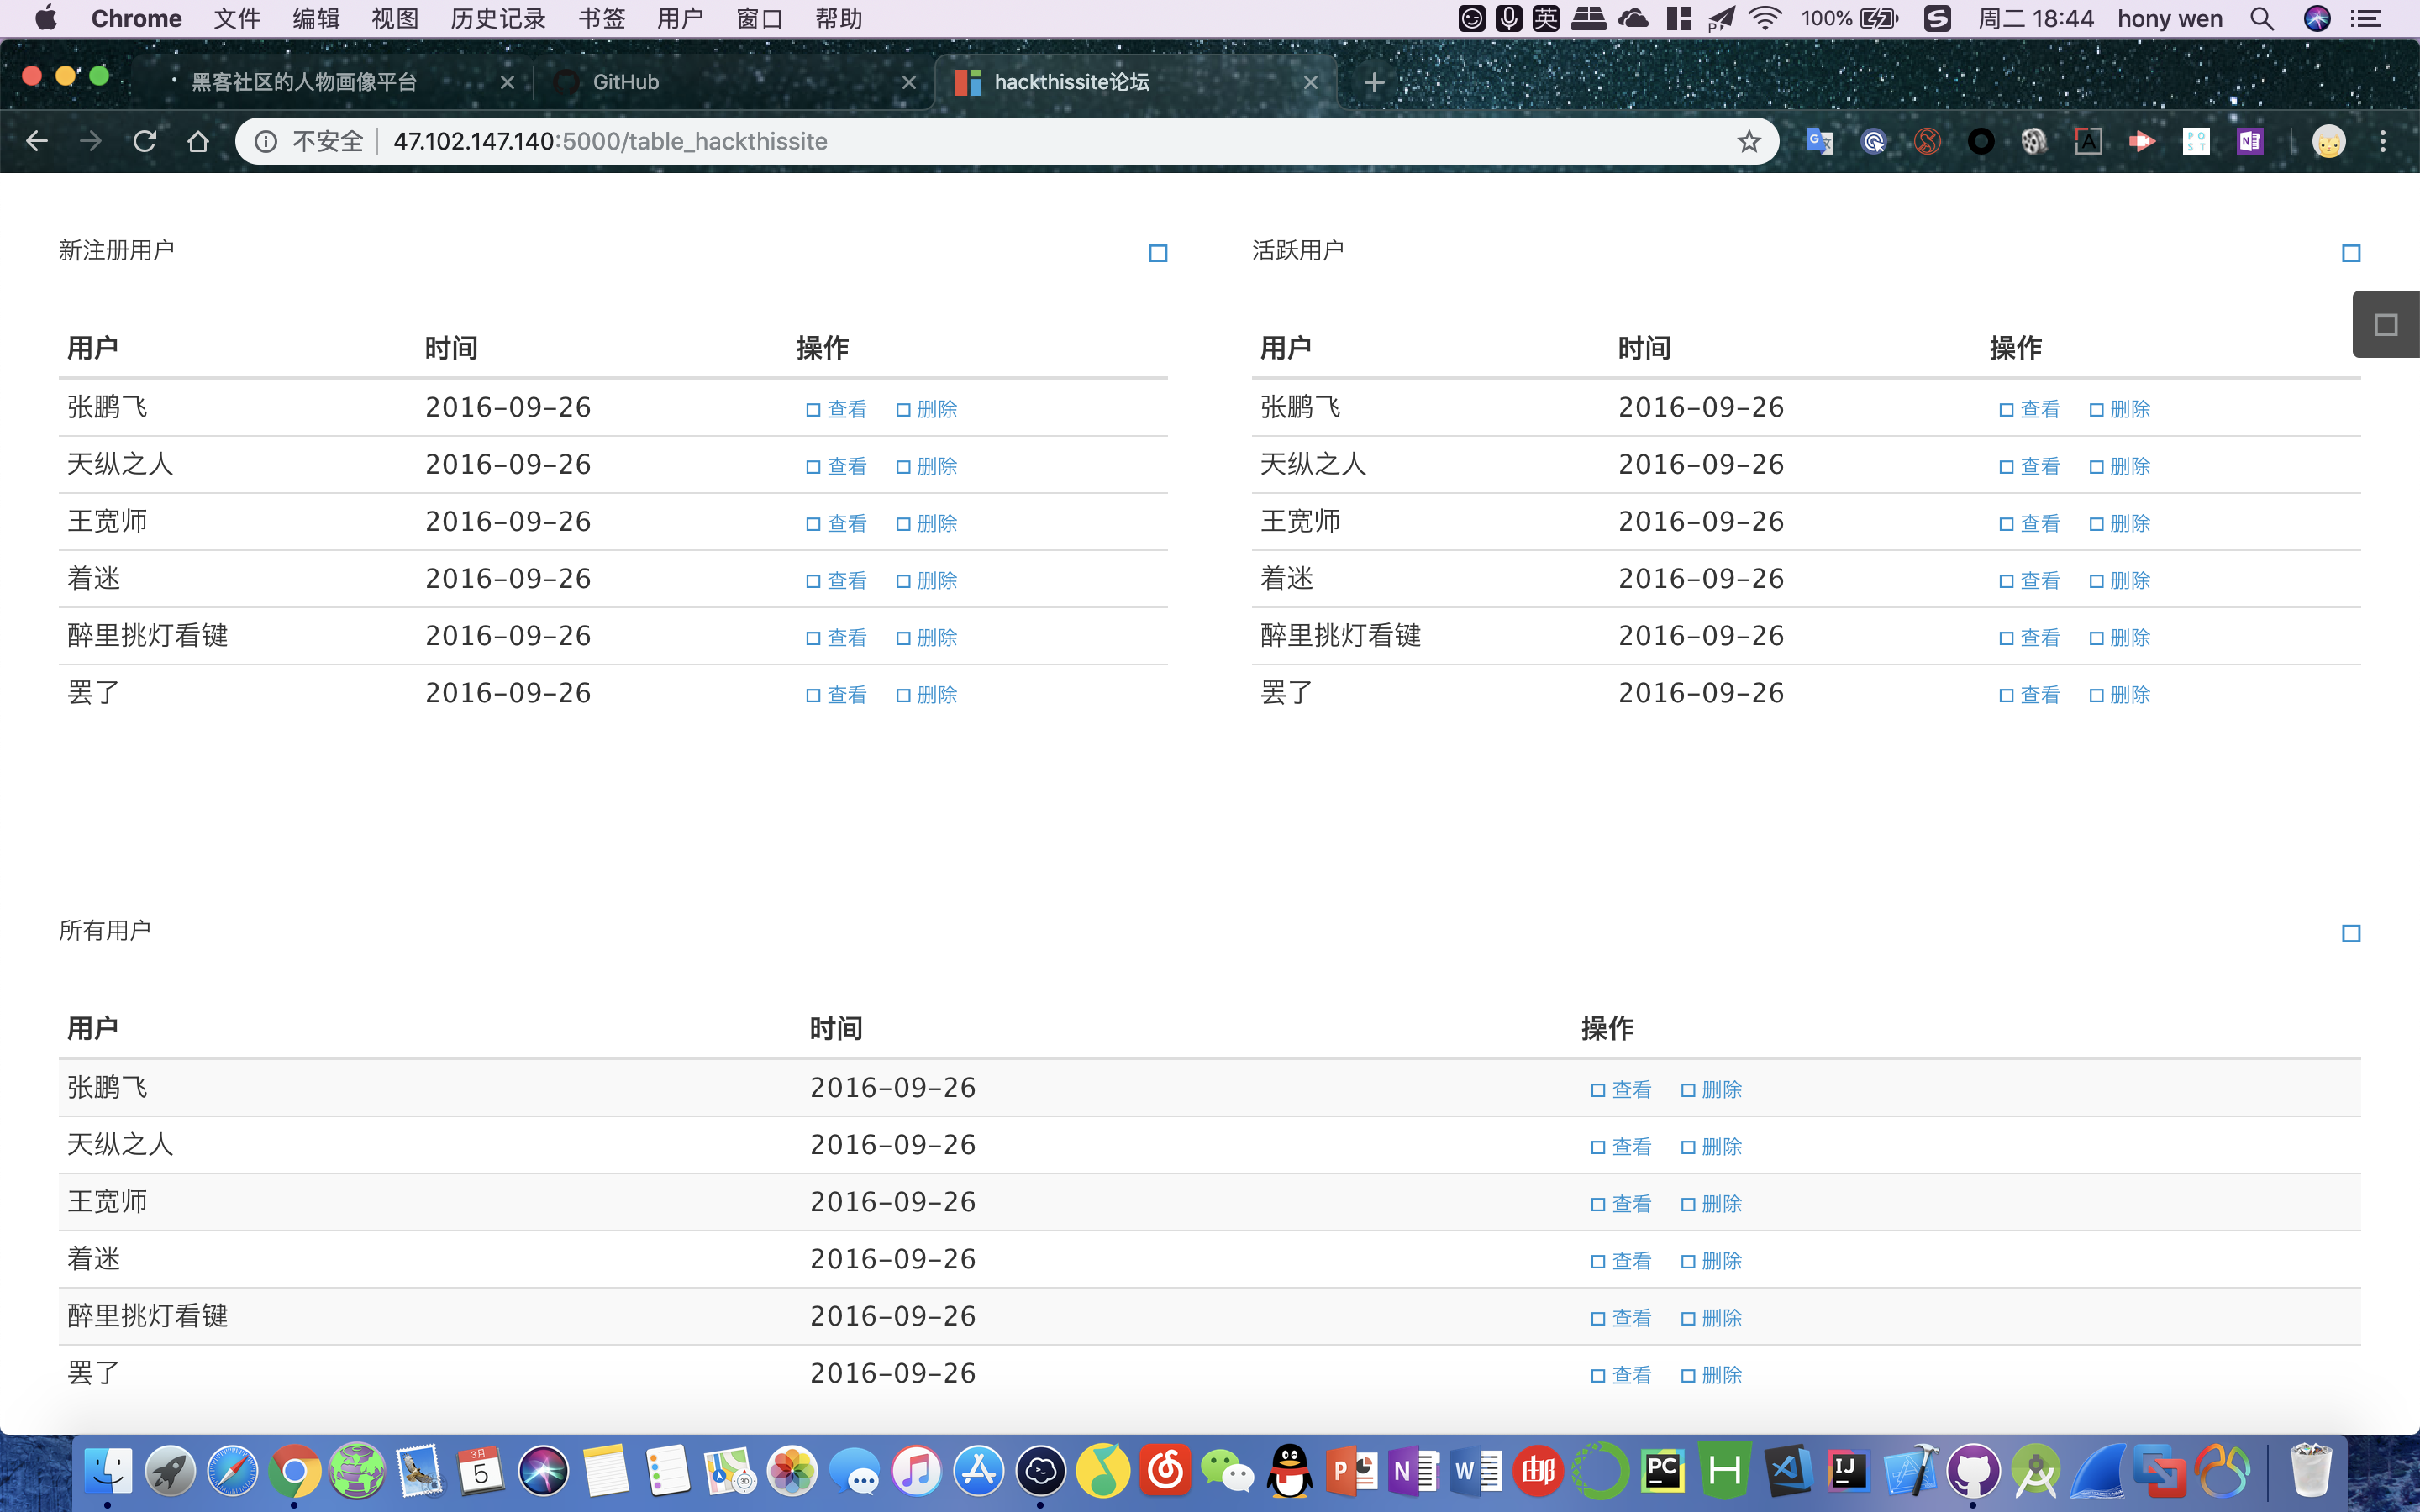 Chrome 文件 编辑 视图 历史记录 书签 用户 窗口 帮助 英 100% 周二 18:44 hony wen
黑客社区的人物画像平台 GitHub hackthissite论坛
不安全 47.102.147.140:5000/table_hackthissite
新注册用户 活跃用户
用户 时间 操作 用户 时间 操作
张鹏飞 2016-09-26 查看 删除 张鹏飞 2016-09-26 查看 删除
天纵之人 2016-09-26 查看 删除 天纵之人 2016-09-26 查看 删除
王宽师 2016-09-26 查看 删除 王宽师 2016-09-26 查看 删除
着迷 2016-09-26 查看 删除 着迷 2016-09-26 查看 删除
醉里挑灯看键 2016-09-26 查看 删除 醉里挑灯看键 2016-09-26 查看 删除
罢了 2016-09-26 查看 删除 罢了 2016-09-26 查看 删除
所有用户
用户 时间 操作
张鹏飞 2016-09-26 查看 删除
天纵之人 2016-09-26 查看 删除
王宽师 2016-09-26 查看 删除
着迷 2016-09-26 查看 删除
醉里挑灯看键 2016-09-26 查看 删除
罢了 2016-09-26 查看 删除
3月
5